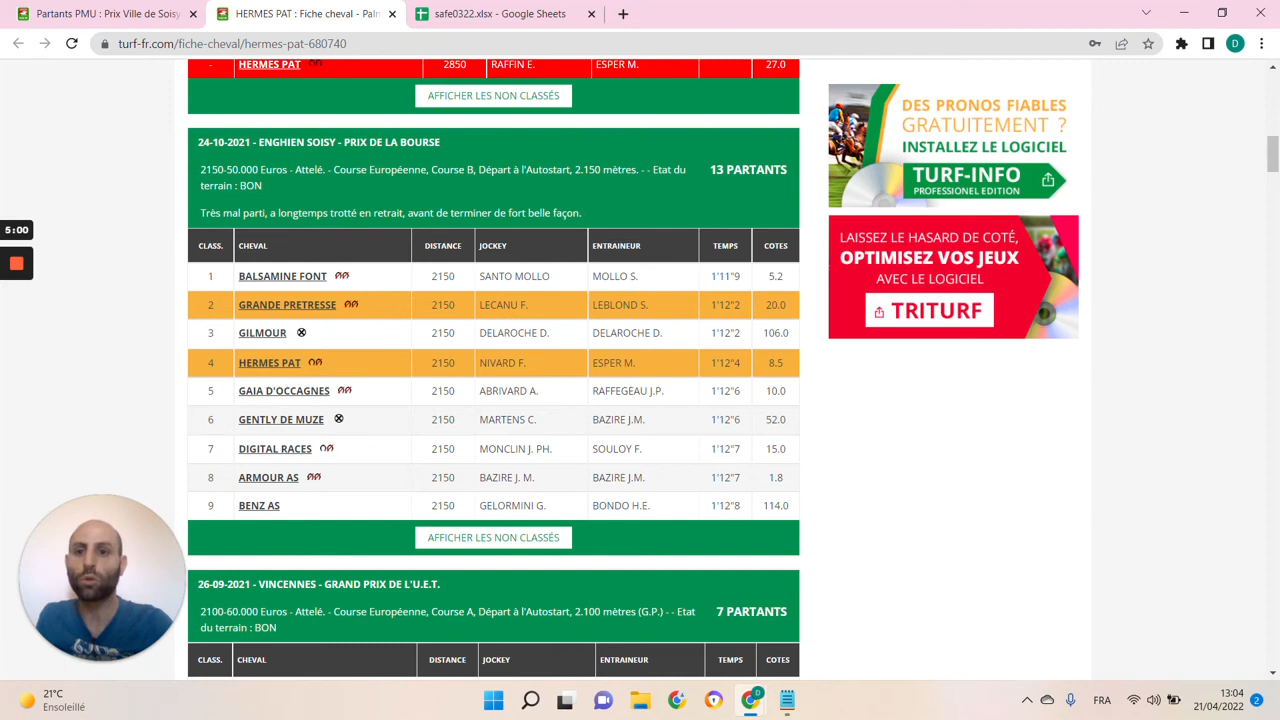 Partants PMU : Prix Ville de Soisy
HERMES PAT : Fiche cheval - Paln
safe0322.xlsx - Google Sheets
turf-fr.com/fiche-cheval/hermes-pat-680740
D
- HERMES PAT 2850 RAFFIN E. ESPER M. 27.0
AFFICHER LES NON CLASSÉS
24-10-2021 - ENGHIEN SOISY - PRIX DE LA BOURSE
2150-50.000 Euros - Attelé. - Course Européenne, Course B, Départ à l'Autostart, 2.150 mètres. - - Etat du
terrain : BON
13 PARTANTS
Très mal parti, a longtemps trotté en retrait, avant de terminer de fort belle façon.
CLASS. CHEVAL DISTANCE JOCKEY ENTRAINEUR TEMPS COTES
1 BALSAMINE FONT 2150 SANTO MOLLO MOLLO S. 1'11"9 5.2
2 GRANDE PRETRESSE 2150 LECANU F. LEBLOND S. 1'12"2 20.0
3 GILMOUR 2150 DELAROCHE D. DELAROCHE D. 1'12"2 106.0
4 HERMES PAT 2150 NIVARD F. ESPER M. 1'12"4 8.5
5 GAIA D'OCCAGNES 2150 ABRIVARD A. RAFFEGEAU J.P. 1'12"6 10.0
6 GENTLY DE MUZE 2150 MARTENS C. BAZIRE J.M. 1'12"6 52.0
7 DIGITAL RACES 2150 MONCLIN J. PH. SOULOY F. 1'12"7 15.0
8 ARMOUR AS 2150 BAZIRE J. M. BAZIRE J.M. 1'12"7 1.8
9 BENZ AS 2150 GELORMINI G. BONDO H.E. 1'12"8 114.0
AFFICHER LES NON CLASSÉS
26-09-2021 - VINCENNES - GRAND PRIX DE L'U.E.T.
2100-60.000 Euros - Attelé. - Course Européenne, Course A, Départ à l'Autostart, 2.100 mètres (G.P.) - - Etat
du terrain : BON
7 PARTANTS
CLASS. CHEVAL DISTANCE JOCKEY ENTRAINEUR TEMPS COTES
DES PRONOS FIABLES
GRATUITEMENT ?
INSTALLEZ LE LOGICIEL
TURF-INFO
PROFESSIONEL EDITION
LAISSEZ LE HASARD DE COTÉ,
OPTIMISEZ VOS JEUX
AVEC LE LOGICIEL
TRITURF
5:00
21°C
Ensoleillé
D
FRA
13:04
21/04/2022
2